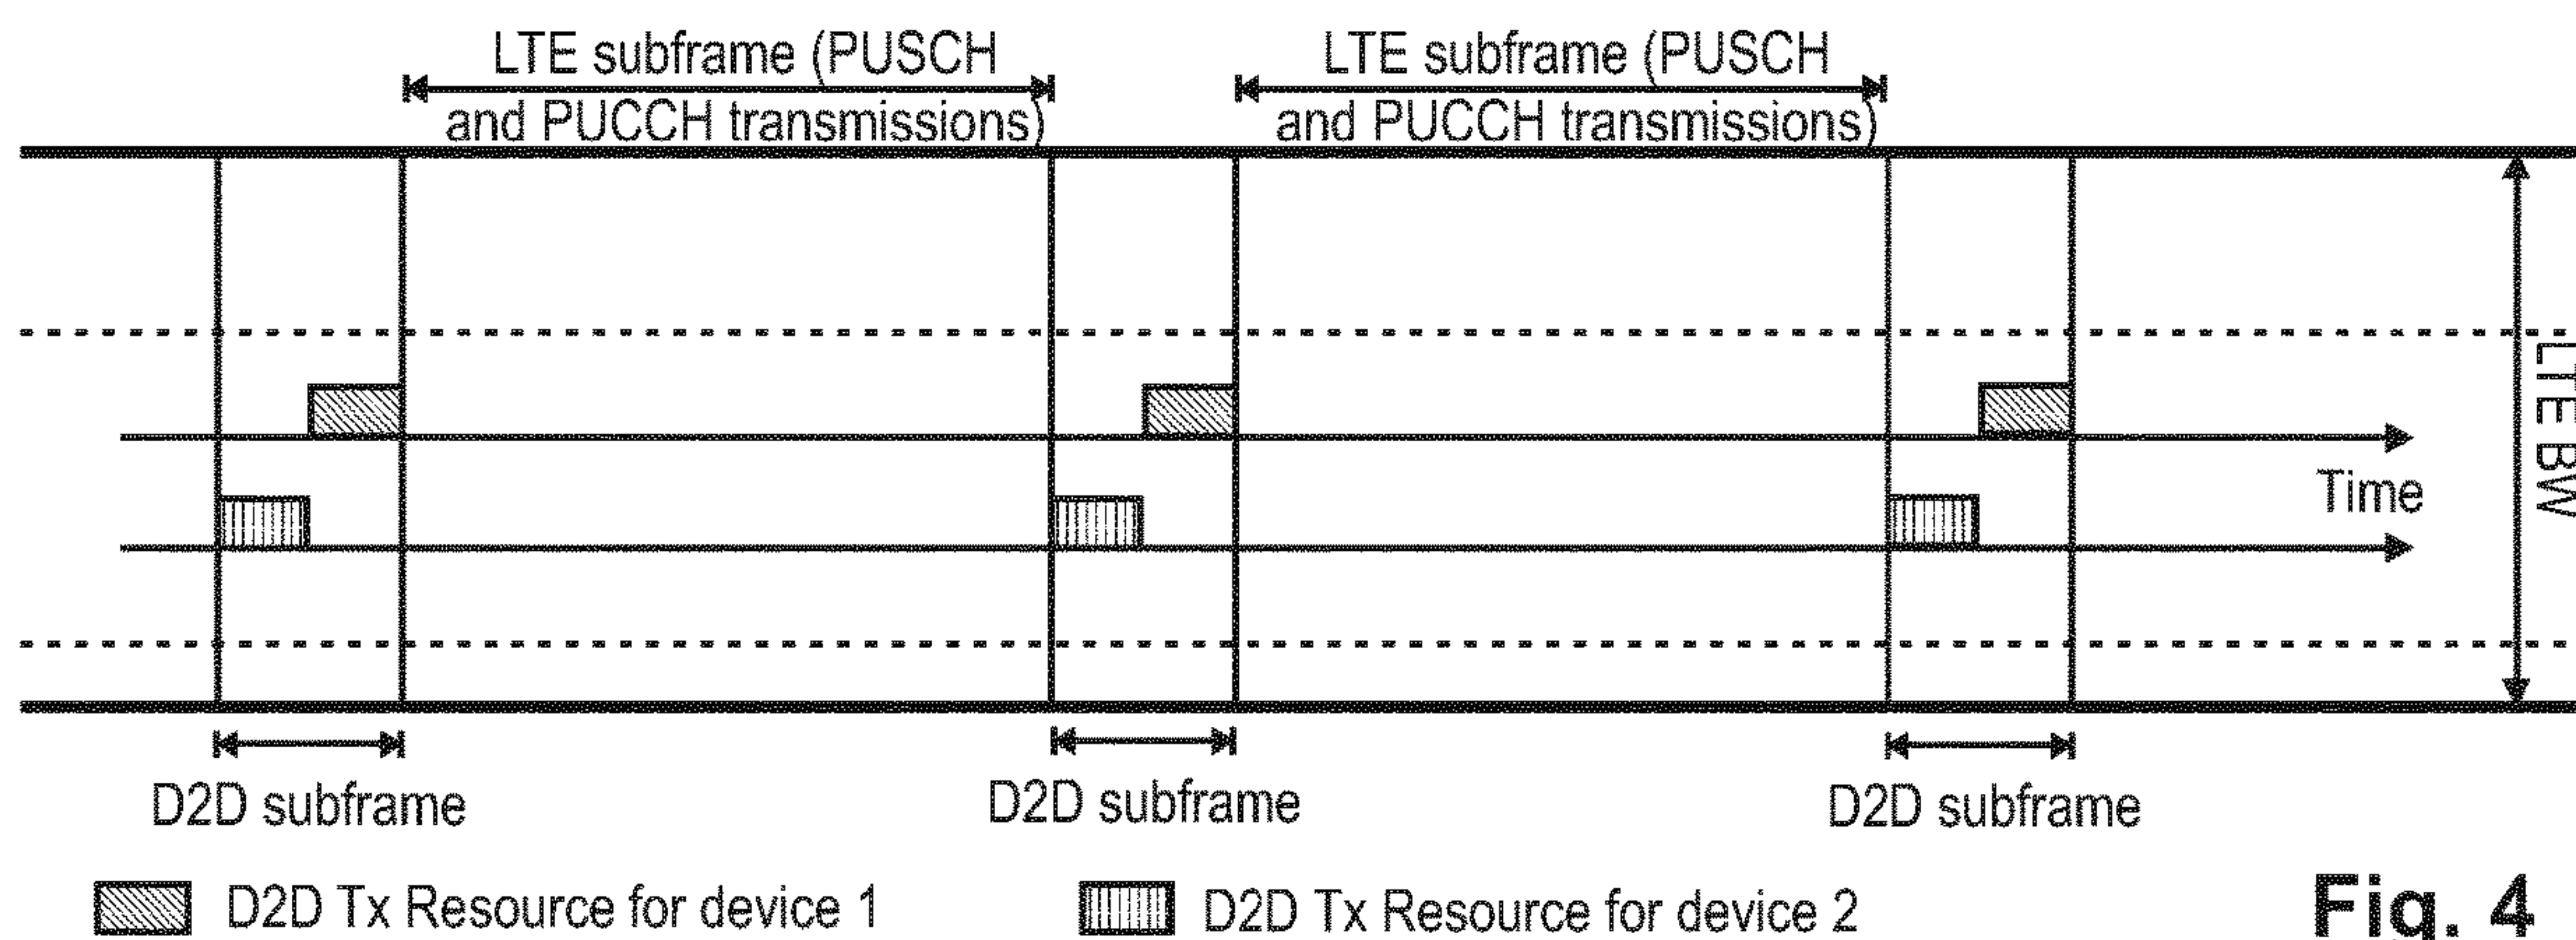 LTE subframe (PUSCH
and PUCCH transmissions)
LTE subframe (PUSCH
and PUCCH transmissions)
Time
LTE BW
D2D subframe
D2D subframe
D2D subframe
D2D Tx Resource for device 1
D2D Tx Resource for device 2
Fig. 4